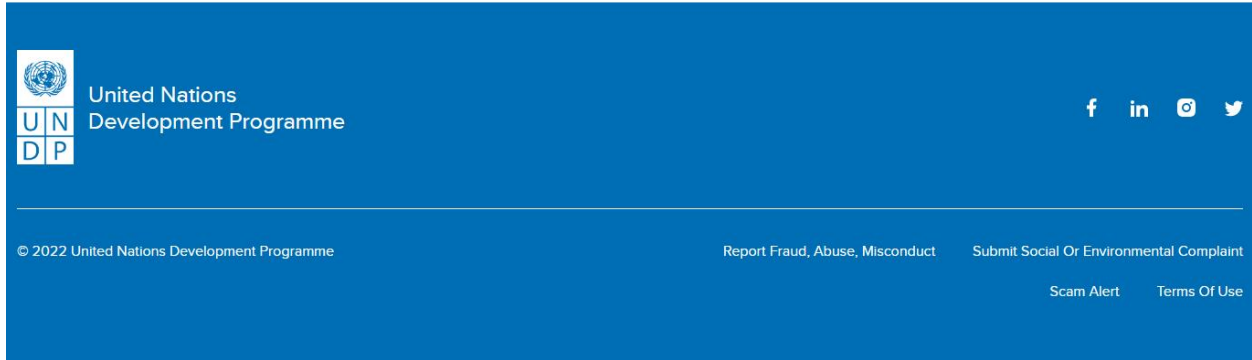 U N
D P
United Nations
Development Programme
© 2022 United Nations Development Programme
Report Fraud, Abuse, Misconduct
Submit Social Or Environmental Complaint
Scam Alert
Terms Of Use